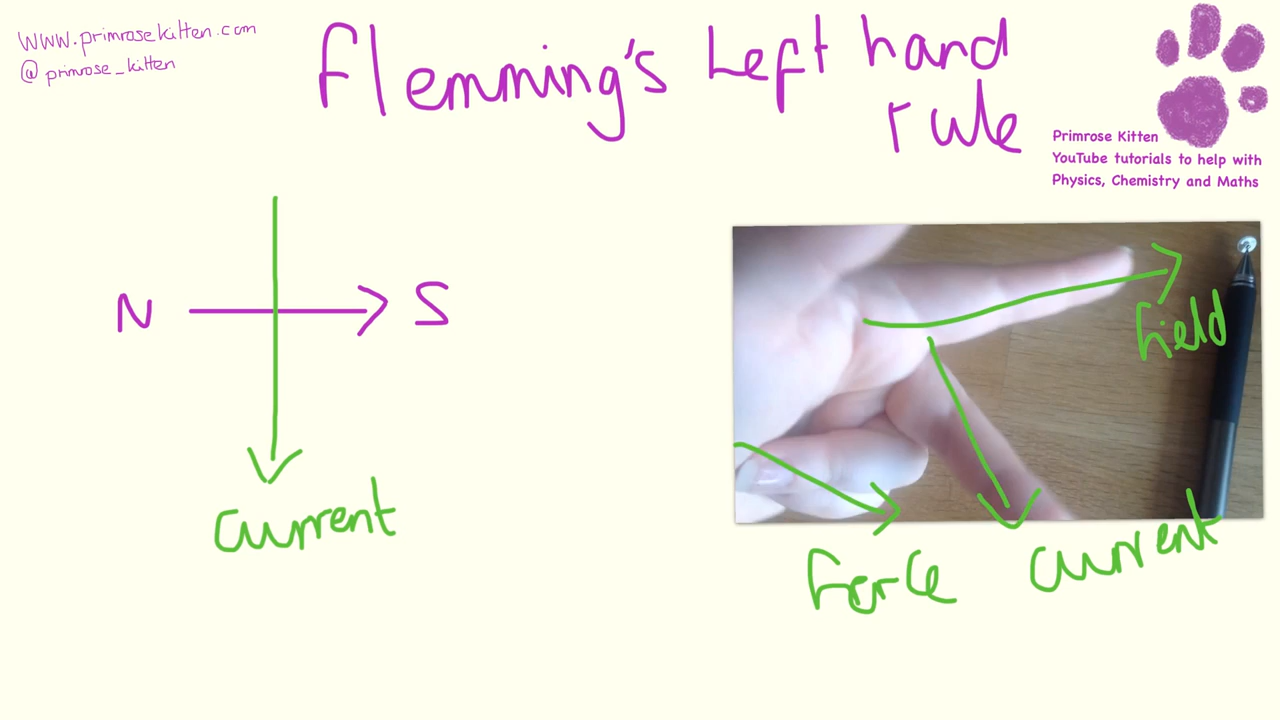 www.primrosekitten.com
@primrose_kitten
Flemming's Left hand
rule
Primrose Kitten
YouTube tutorials to help with
Physics, Chemistry and Maths
N
S
current
field
force
current